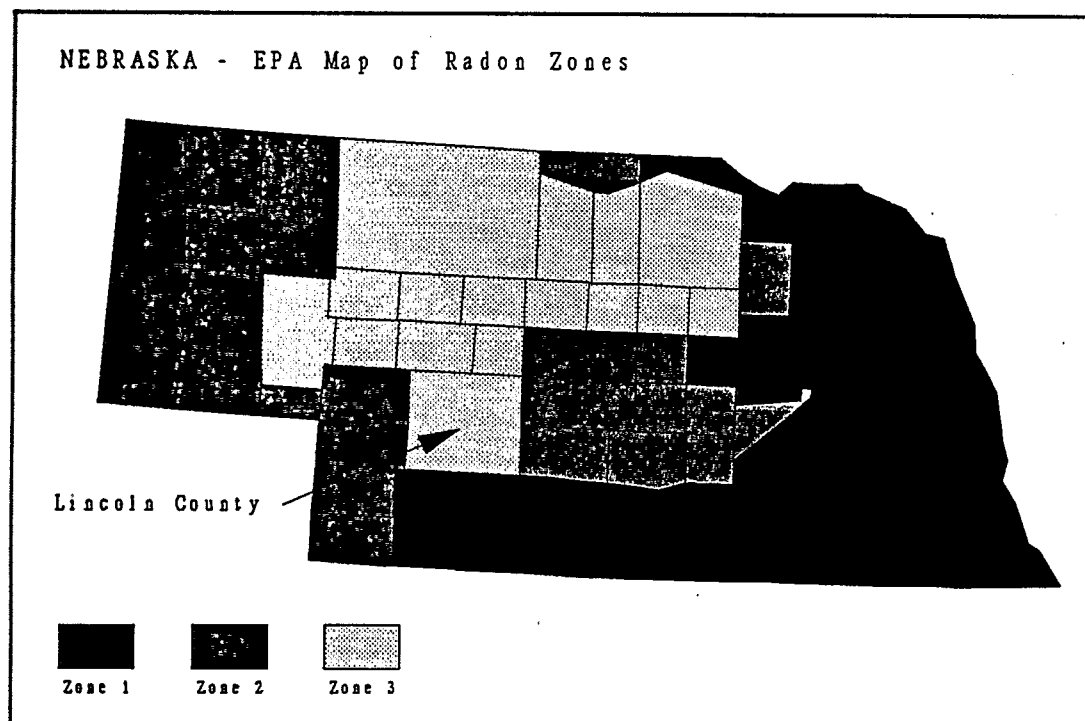 NEBRASKA - EPA Map of Radon Zones
Lincoln County
Zone 1 Zone 2 Zone 3